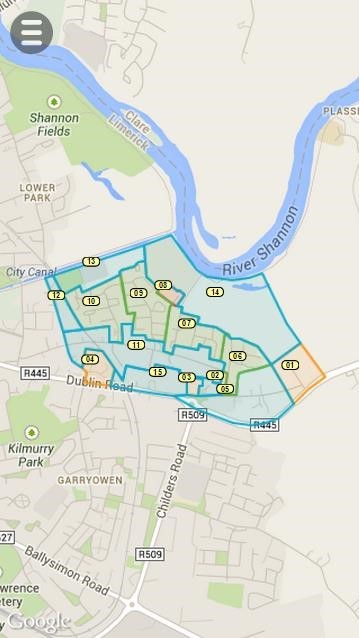 Shannon
Fields
Clare
Limerick
PLASSE
LOWER
PARK
River Shannon
City Canal
13
14
12
10
09
08
07
11
06
01
04
15
03
02
05
R445
Dublin Road
R509
R445
Kilmurry
Park
GARRYOWEN
Childers Road
527
Ballysimon Road
R509
wrence
etery
Google